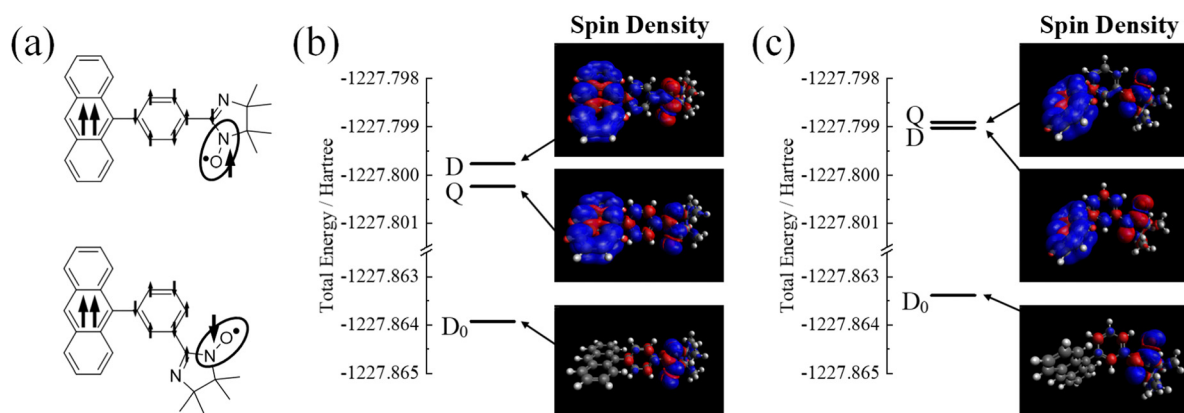 (a)
N
N
•O
O•
N
N
(b)
Spin Density
Total Energy / Hartree
-1227.798
-1227.799
-1227.800
-1227.801
-1227.863
-1227.864
-1227.865
D
Q
D0
(c)
Spin Density
Total Energy / Hartree
-1227.798
-1227.799
-1227.800
-1227.801
-1227.863
-1227.864
-1227.865
Q
D
D0